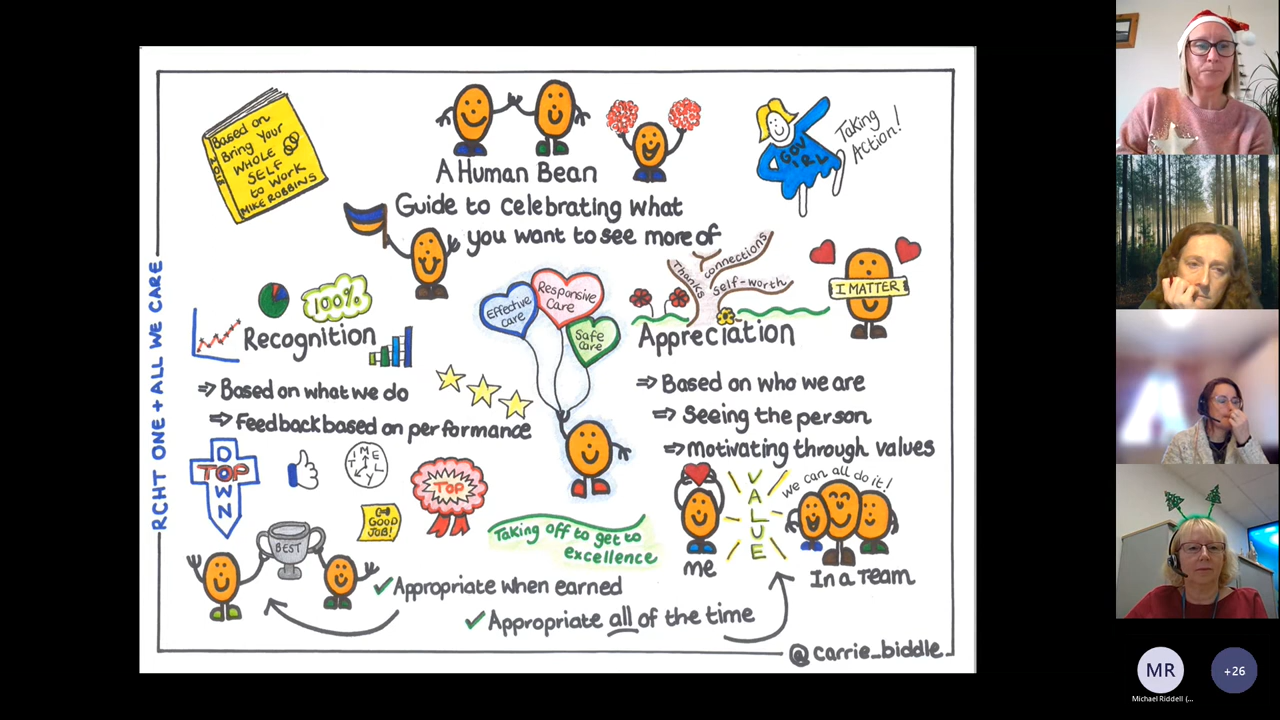 Based on
Bring Your
WHOLE
SELF
to work
MIKE ROBBINS
2018
A Human Bean
Guide to celebrating what
you want to see more of
GOV
IRL
Taking
Action!
RCHT ONE + ALL WE CARE
100%
Recognition
⇒ Based on what we do
⇒ Feedback based on performance
TOP
DOWN
TIMELY
TOP
GOOD
JOB!
BEST
Effective
care
Responsive
Care
Safe
Care
Taking off to get to
excellence
Thanks
connections
self-worth
I MATTER
Appreciation
⇒ Based on who we are
⇒ Seeing the person
⇒ motivating through values
VALUE
we can all do it!
me
In a Team
✓ Appropriate when earned
✓ Appropriate all of the time
@carrie_biddle
MR
+26
Michael Riddell (...